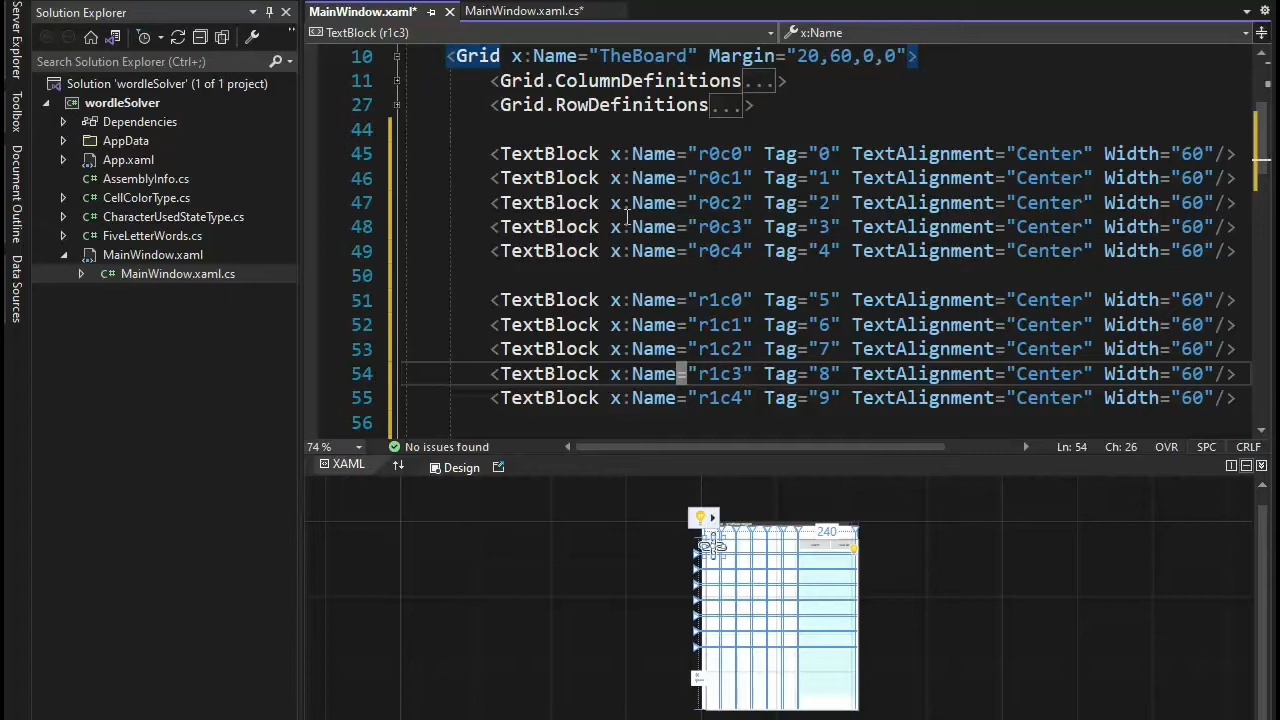 Solution Explorer
Search Solution Explorer (Ctrl+;)
Solution 'wordleSolver' (1 of 1 project)
wordleSolver
Dependencies
AppData
App.xaml
AssemblyInfo.cs
CellColorType.cs
CharacterUsedStateType.cs
FiveLetterWords.cs
MainWindow.xaml
C# MainWindow.xaml.cs
Server Explorer
Toolbox
Document Outline
Data Sources
MainWindow.xaml*
MainWindow.xaml.cs*
TextBlock (r1c3)
x:Name
10 <Grid x:Name="TheBoard" Margin="20,60,0,0">
11 <Grid.ColumnDefinitions...>
27 <Grid.RowDefinitions...>
44
45 <TextBlock x:Name="r0c0" Tag="0" TextAlignment="Center" Width="60"/>
46 <TextBlock x:Name="r0c1" Tag="1" TextAlignment="Center" Width="60"/>
47 <TextBlock x:Name="r0c2" Tag="2" TextAlignment="Center" Width="60"/>
48 <TextBlock x:Name="r0c3" Tag="3" TextAlignment="Center" Width="60"/>
49 <TextBlock x:Name="r0c4" Tag="4" TextAlignment="Center" Width="60"/>
50
51 <TextBlock x:Name="r1c0" Tag="5" TextAlignment="Center" Width="60"/>
52 <TextBlock x:Name="r1c1" Tag="6" TextAlignment="Center" Width="60"/>
53 <TextBlock x:Name="r1c2" Tag="7" TextAlignment="Center" Width="60"/>
54 <TextBlock x:Name="r1c3" Tag="8" TextAlignment="Center" Width="60"/>
55 <TextBlock x:Name="r1c4" Tag="9" TextAlignment="Center" Width="60"/>
56
74 % No issues found Ln: 54 Ch: 26 OVR SPC CRLF
XAML Design
240